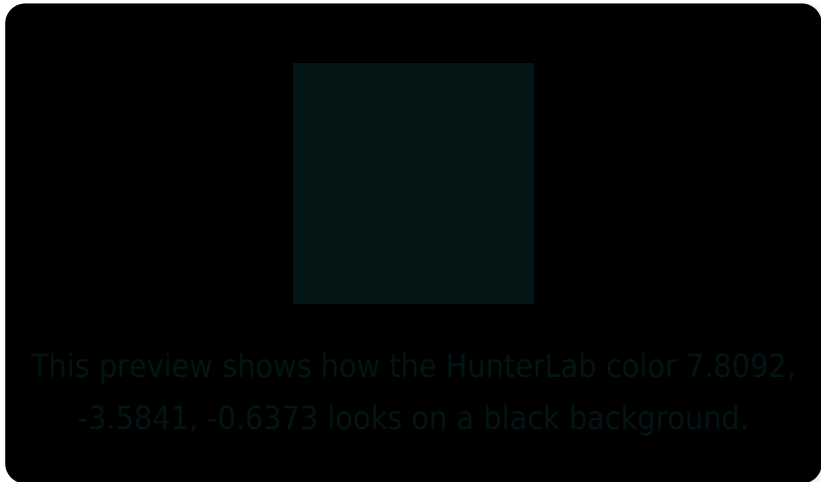 This preview shows how the HunterLab color 7.8092,
-3.5841, -0.6373 looks on a black background.